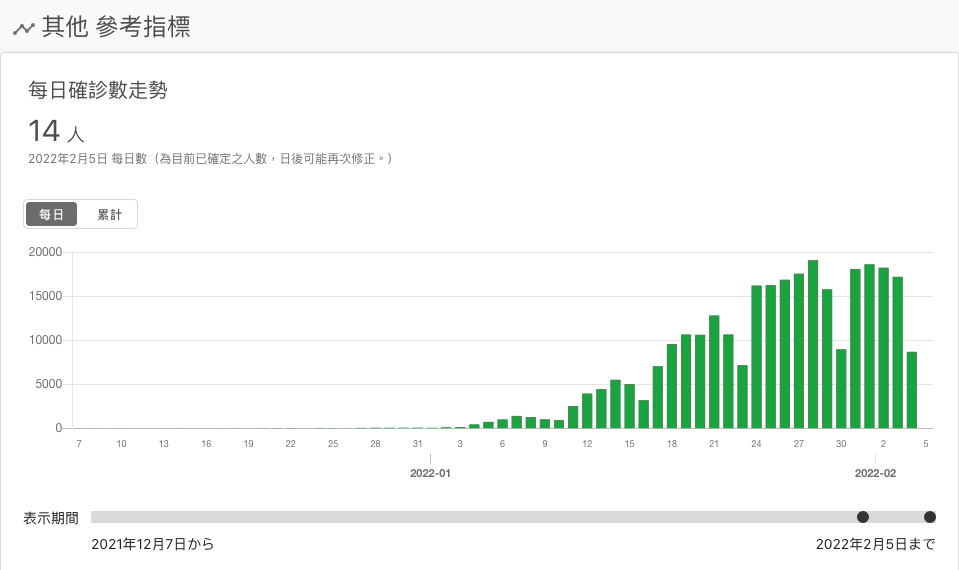 其他 參考指標
每日確診數走勢
14 人
2022年2月5日 每日數（為目前已確定之人數，日後可能再次修正。）
每日 累計
20000
15000
10000
5000
0
7 10 13 16 19 22 25 28 31 3 6 9 12 15 18 21 24 27 30 2 5
2022-01 2022-02
表示期間
2021年12月7日から 2022年2月5日まで